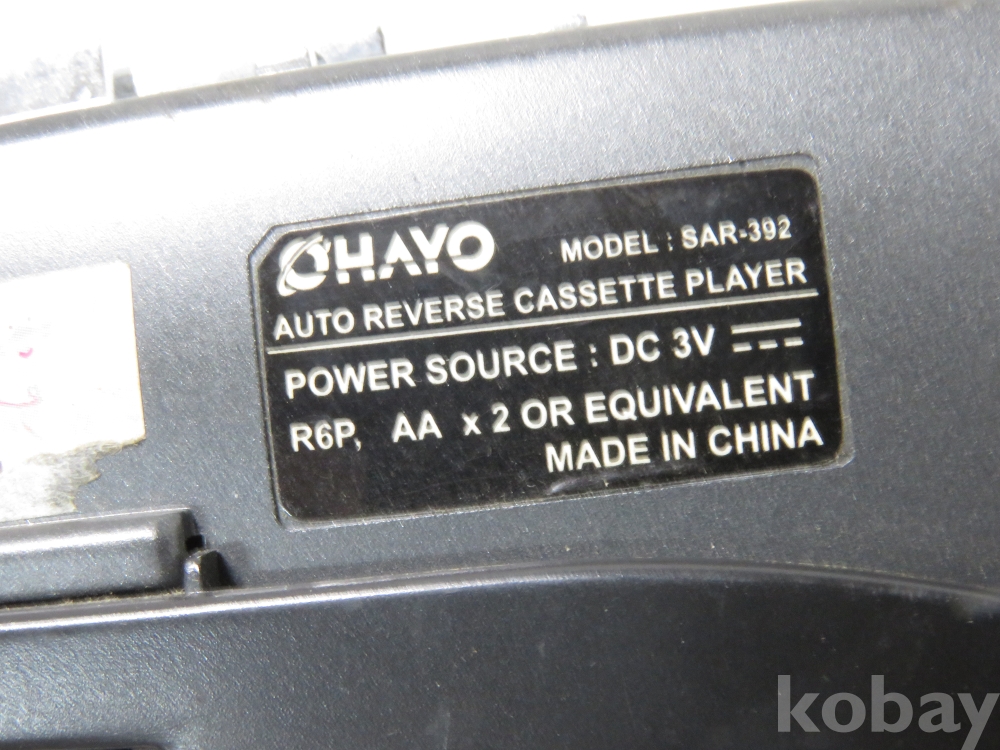 OHAYO MODEL : SAR-392
AUTO REVERSE CASSETTE PLAYER
POWER SOURCE : DC 3V
R6P, AA x 2 OR EQUIVALENT
MADE IN CHINA
kobay